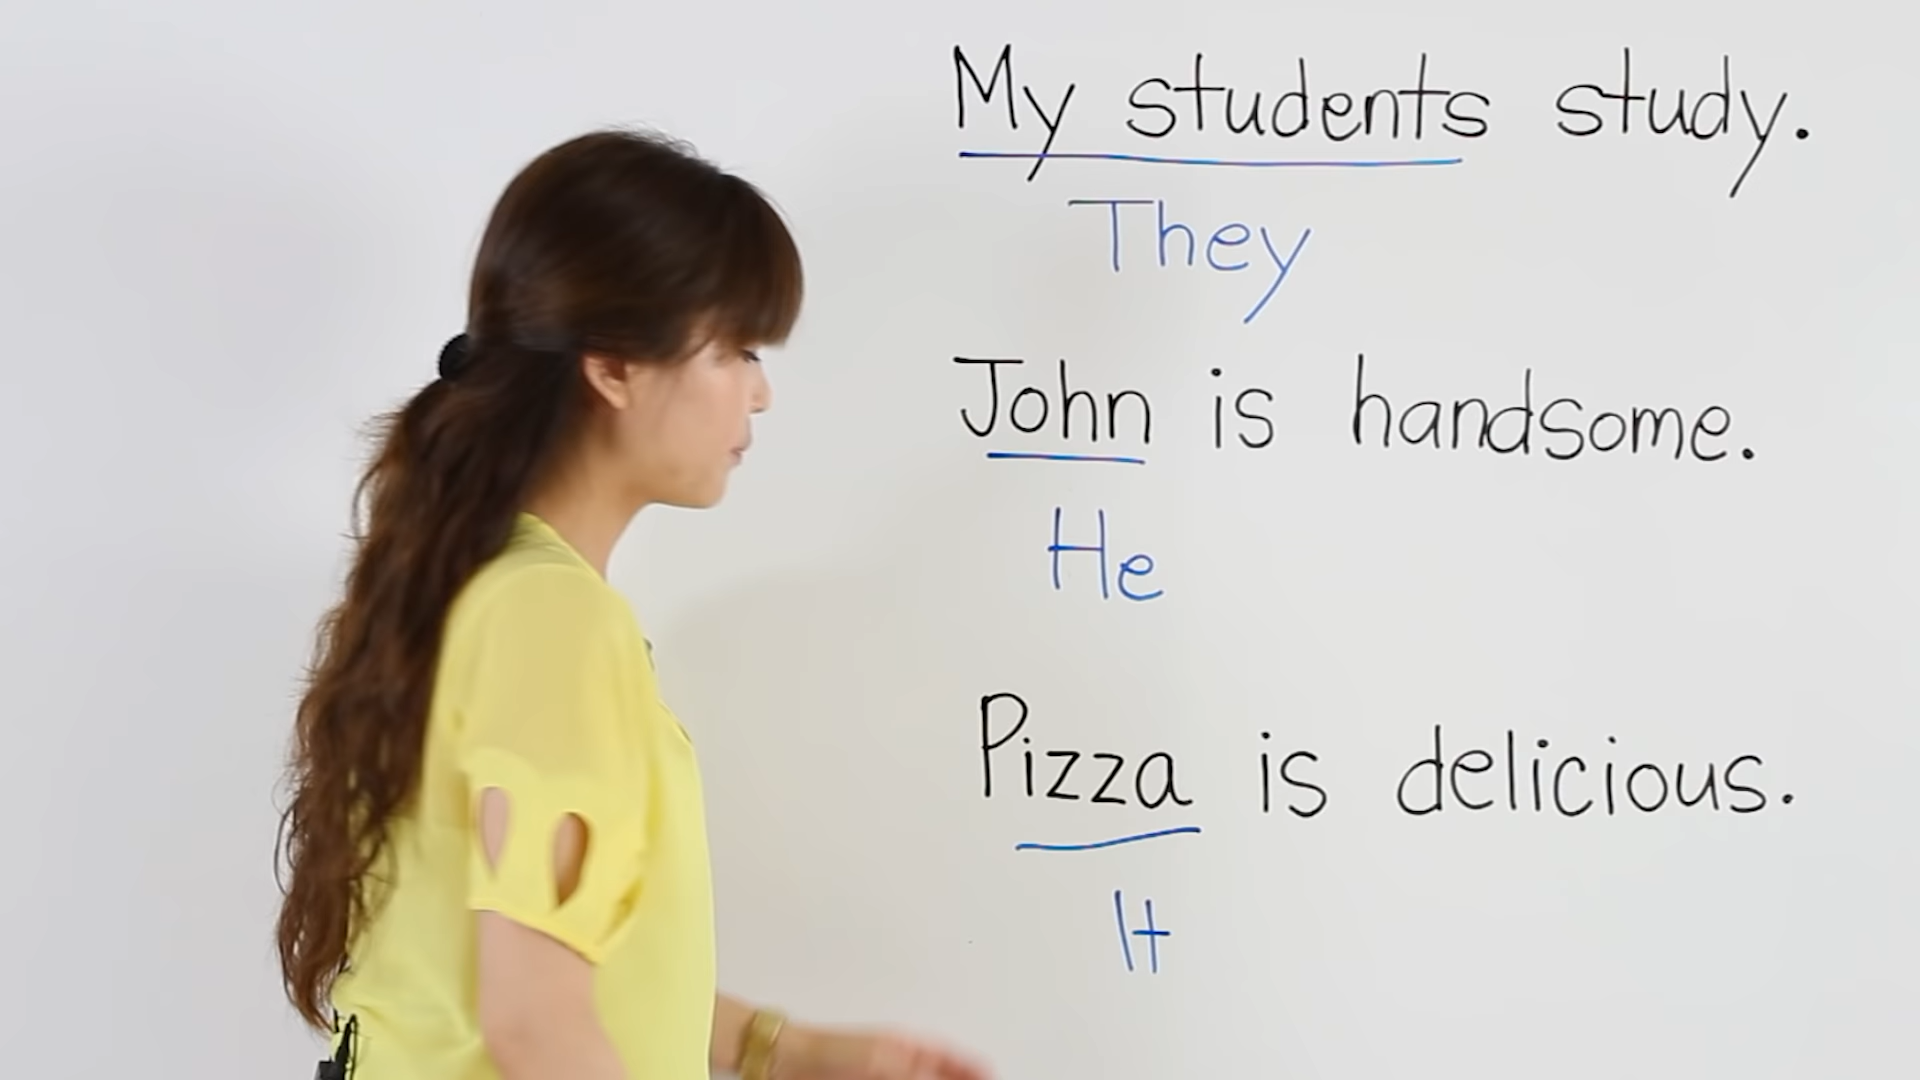 My students study.
They
John is handsome.
He
Pizza is delicious.
It